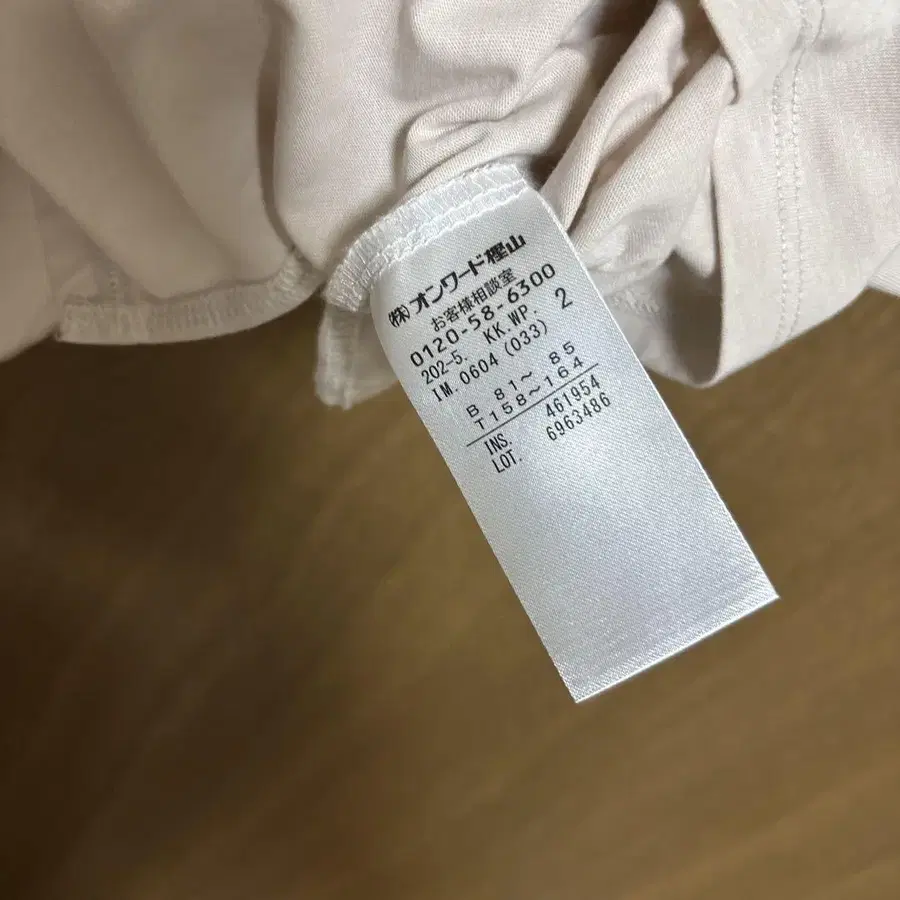 ㈱オンワード樫山
お客様相談室
0120-58-6300
202-5. KK.WP. 2
IM.0604(033)
B 81～ 85
T158～164
INS. 461954
LOT. 6963486